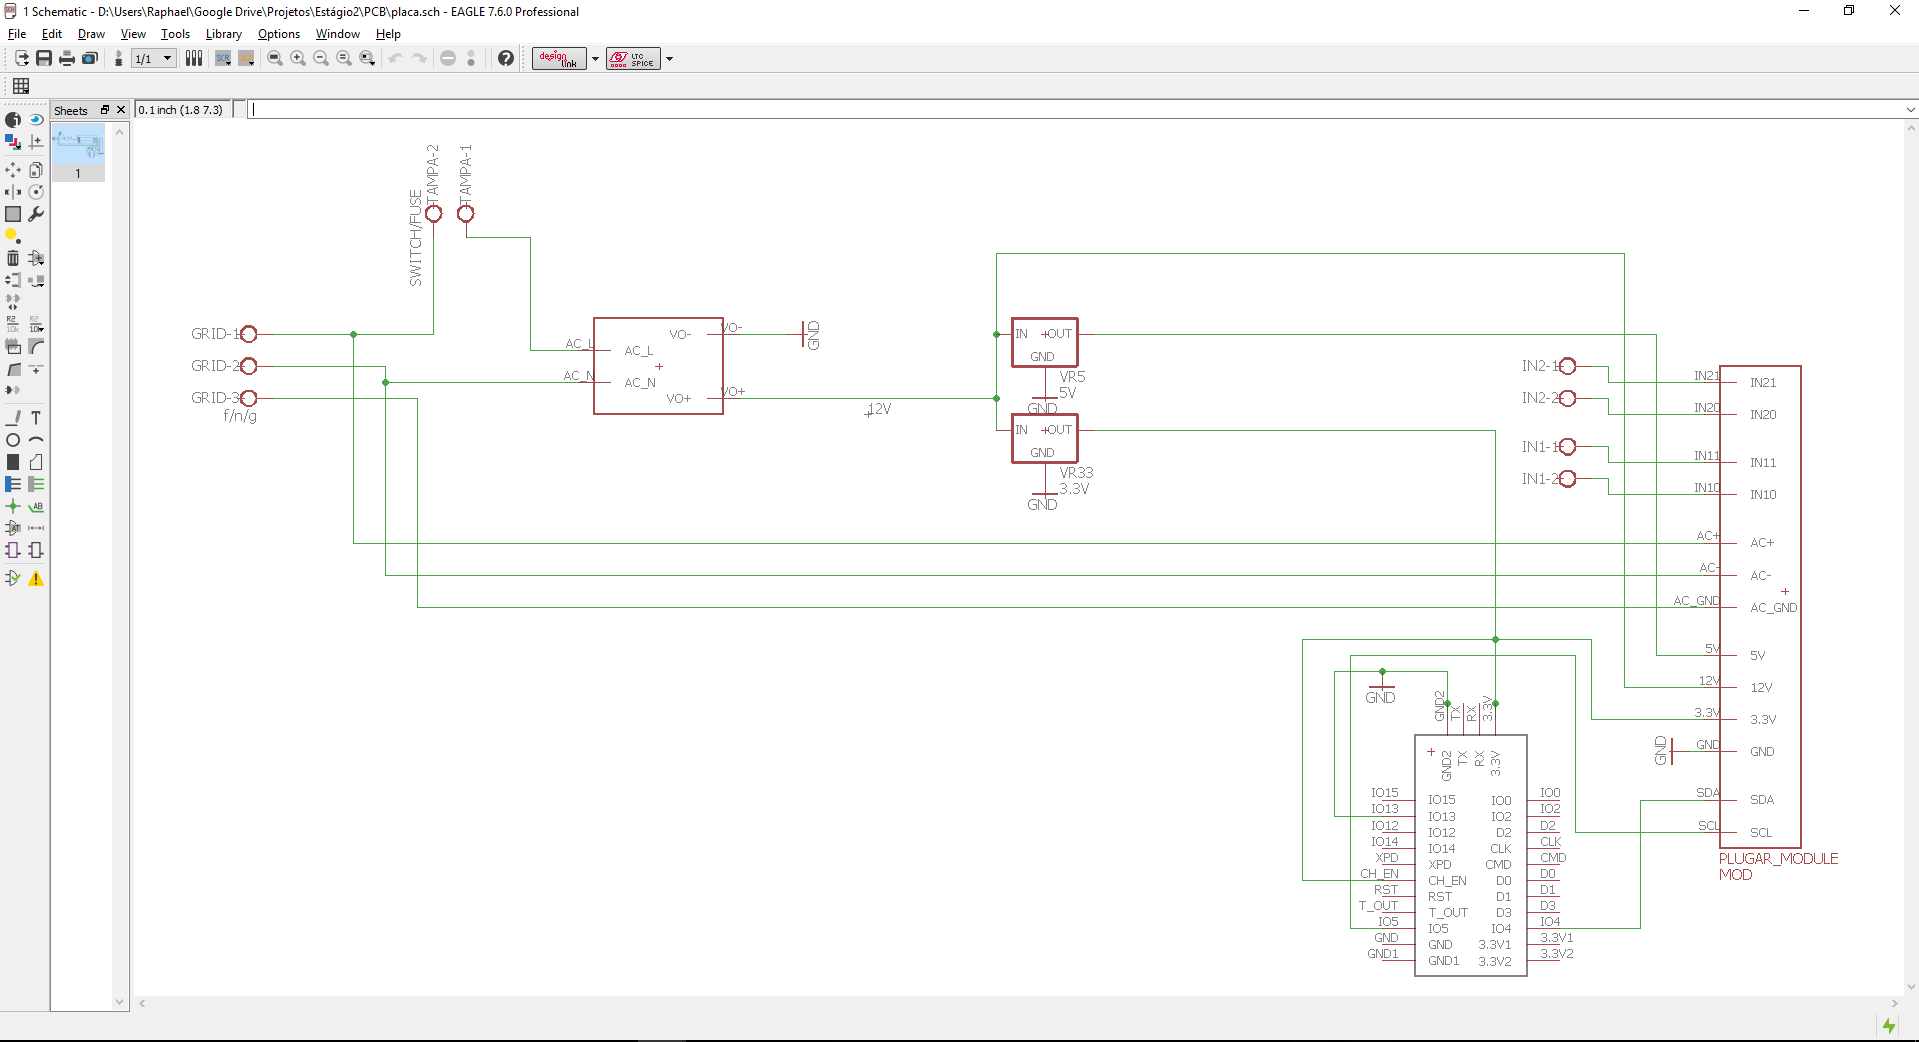 1 Schematic - D:\Users\Raphael\Google Drive\Projetos\Estágio2\PCB\placa.sch - EAGLE 7.6.0 Professional
File Edit Draw View Tools Library Options Window Help
1/1
design link
LTC SPICE
Sheets
0.1 inch (1.8 7.3)
1
TAMPA-2
TAMPA-1
SWITCH/FUSE
GRID-1
GRID-2
GRID-3
f/n/g
AC_L
AC_N
AC_L
AC_N
VO-
VO+
VO-
VO+
GND
12V
IN OUT
GND
VR5
5V
GND
IN OUT
GND
VR33
3.3V
GND
IN2-1
IN2-2
IN1-1
IN1-2
IN21 IN21
IN20 IN20
IN11 IN11
IN10 IN10
AC+ AC+
AC- AC-
AC_GND AC_GND
5V 5V
12V 12V
3.3V 3.3V
GND GND GND
SDA SDA
SCL SCL
PLUGAR_MODULE
MOD
GND
GND2 TX RX 3.3V
GND2 TX RX 3.3V
IO15 IO15 IO0 IO0
IO13 IO13 IO2 IO2
IO12 IO12 D2 D2
IO14 IO14 CLK CLK
XPD XPD CMD CMD
CH_EN CH_EN D0 D0
RST RST D1 D1
T_OUT T_OUT D3 D3
IO5 IO5 IO4 IO4
GND GND 3.3V1 3.3V1
GND1 GND1 3.3V2 3.3V2